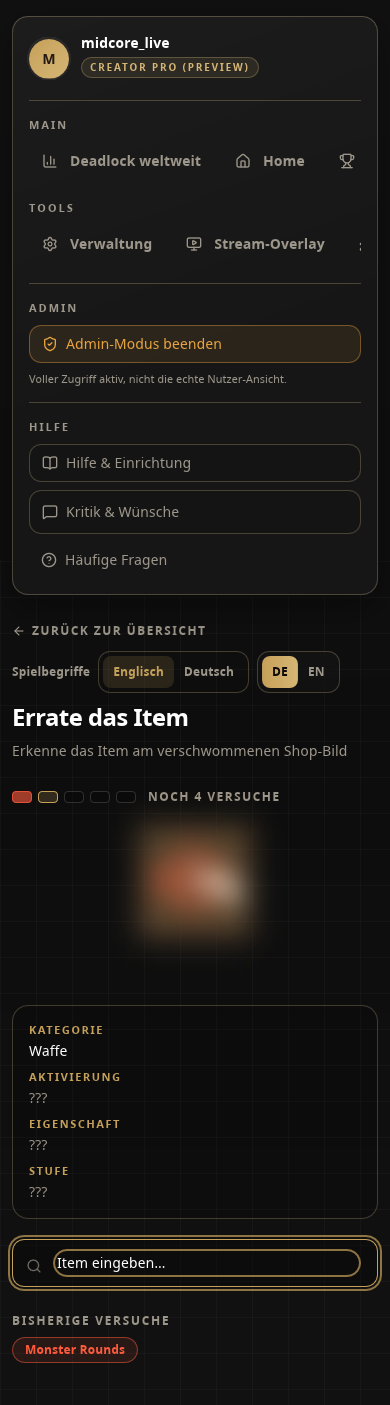 M
midcore_live
CREATOR PRO (PREVIEW)
MAIN
Deadlock weltweit Home
TOOLS
Verwaltung Stream-Overlay
ADMIN
Admin-Modus beenden
Voller Zugriff aktiv, nicht die echte Nutzer-Ansicht.
HILFE
Hilfe & Einrichtung
Kritik & Wünsche
Häufige Fragen
← ZURÜCK ZUR ÜBERSICHT
Spielbegriffe Englisch Deutsch DE EN
Errate das Item
Erkenne das Item am verschwommenen Shop-Bild
NOCH 4 VERSUCHE
KATEGORIE
Waffe
AKTIVIERUNG
???
EIGENSCHAFT
???
STUFE
???
Item eingeben...
BISHERIGE VERSUCHE
Monster Rounds